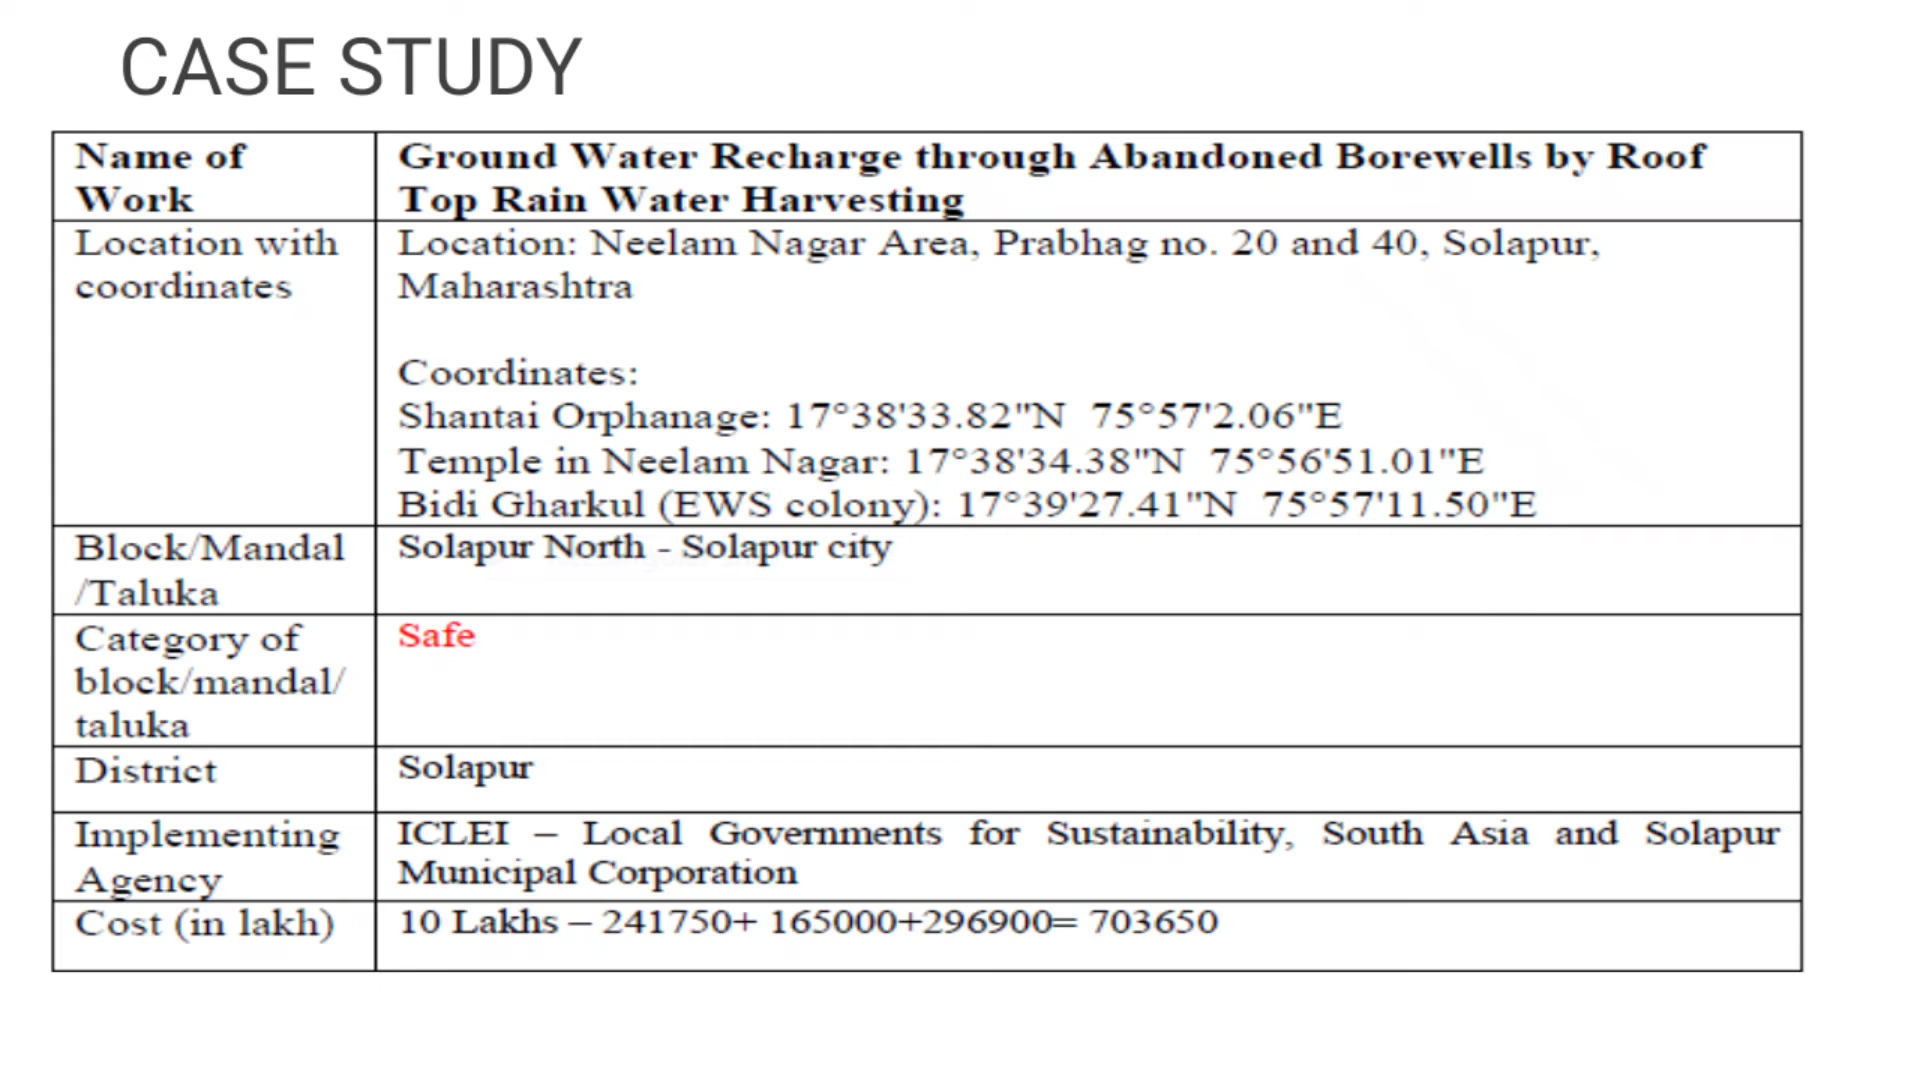 CASE STUDY
Name of Work
Ground Water Recharge through Abandoned Borewells by Roof
Top Rain Water Harvesting
Location with coordinates
Location: Neelam Nagar Area, Prabhag no. 20 and 40, Solapur,
Maharashtra
Coordinates:
Shantai Orphanage: 17°38'33.82"N 75°57'2.06"E
Temple in Neelam Nagar: 17°38'34.38"N 75°56'51.01"E
Bidi Gharkul (EWS colony): 17°39'27.41"N 75°57'11.50"E
Block/Mandal
/Taluka
Solapur North - Solapur city
Category of
block/mandal/
taluka
Safe
District
Solapur
Implementing
Agency
ICLEI – Local Governments for Sustainability, South Asia and Solapur
Municipal Corporation
Cost (in lakh)
10 Lakhs – 241750+ 165000+296900= 703650